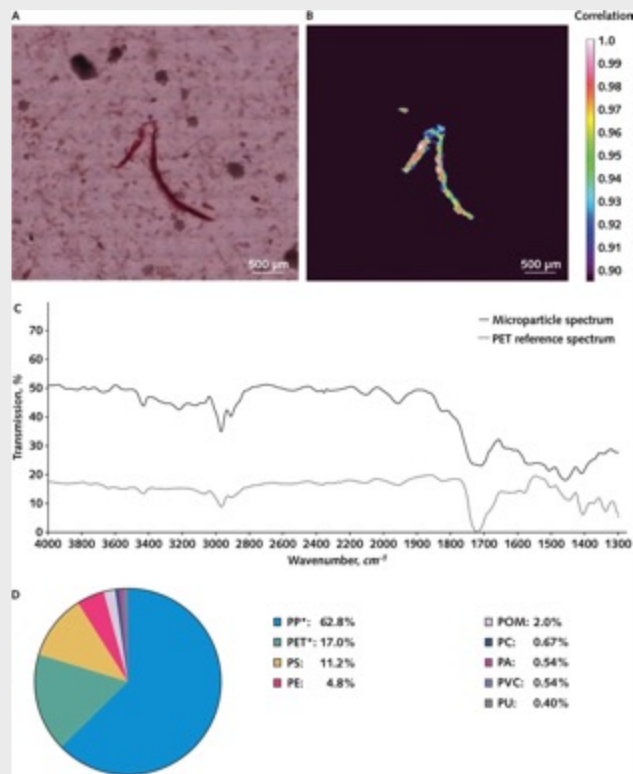 A
B
Correlation
1.0
0.99
0.98
0.97
0.96
0.95
0.94
0.93
0.92
0.91
0.90
500 µm
500 µm
C
Microparticle spectrum
PET reference spectrum
Transmission, %
70
60
50
40
30
20
10
0
4000 3800 3600 3400 3200 3000 2800 2600 2400 2200 2000 1900 1800 1700 1600 1500 1400 1300
Wavenumber, cm⁻¹
D
PP*: 62.8%
PET*: 17.0%
PS: 11.2%
PE: 4.8%
POM: 2.0%
PC: 0.67%
PA: 0.54%
PVC: 0.54%
PU: 0.40%